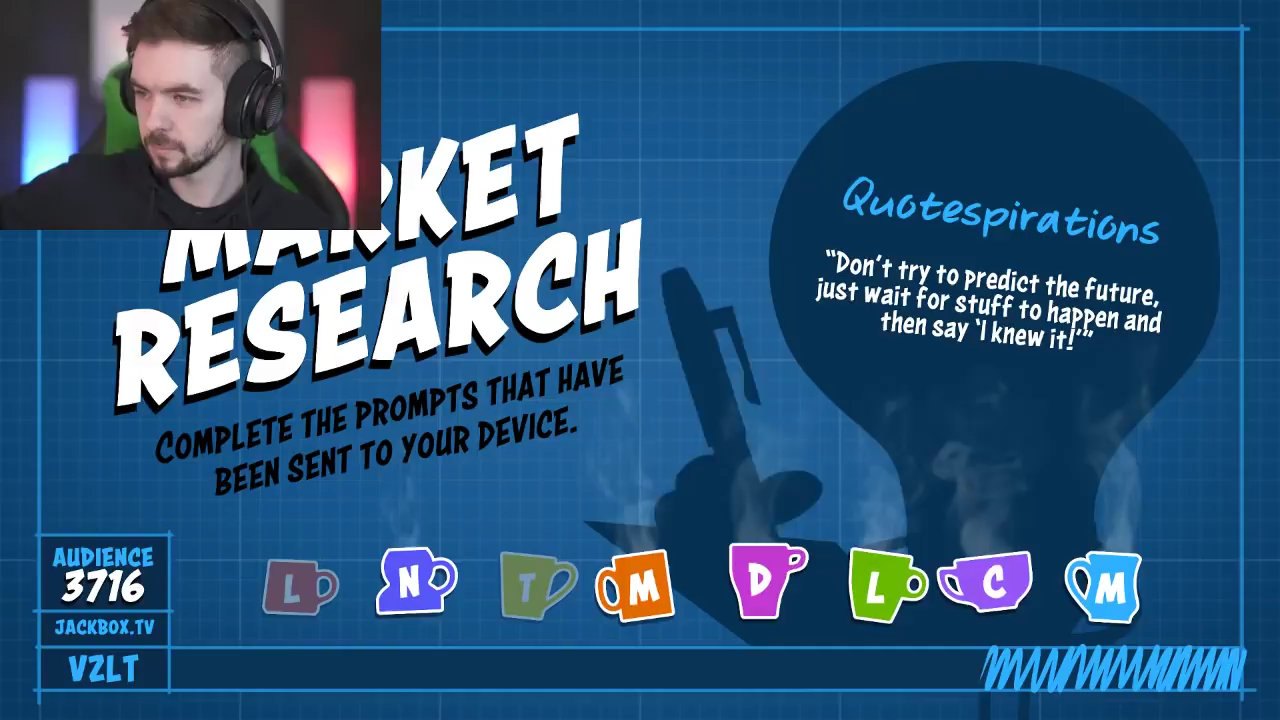 MARKET
RESEARCH
COMPLETE THE PROMPTS THAT HAVE
BEEN SENT TO YOUR DEVICE.
Quotespirations
“Don’t try to predict the future,
just wait for stuff to happen and
then say ‘I knew it!’”
AUDIENCE
3716
JACKBOX.TV
VZLT
L N T M D L C M